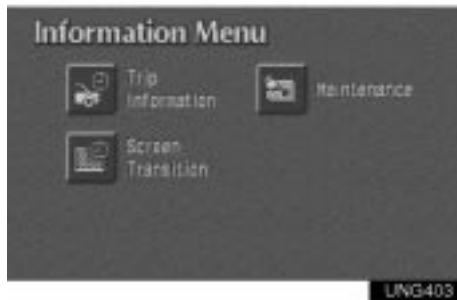 Information Menu
Trip
Information
Maintenance
Screen
Transition
UNG403